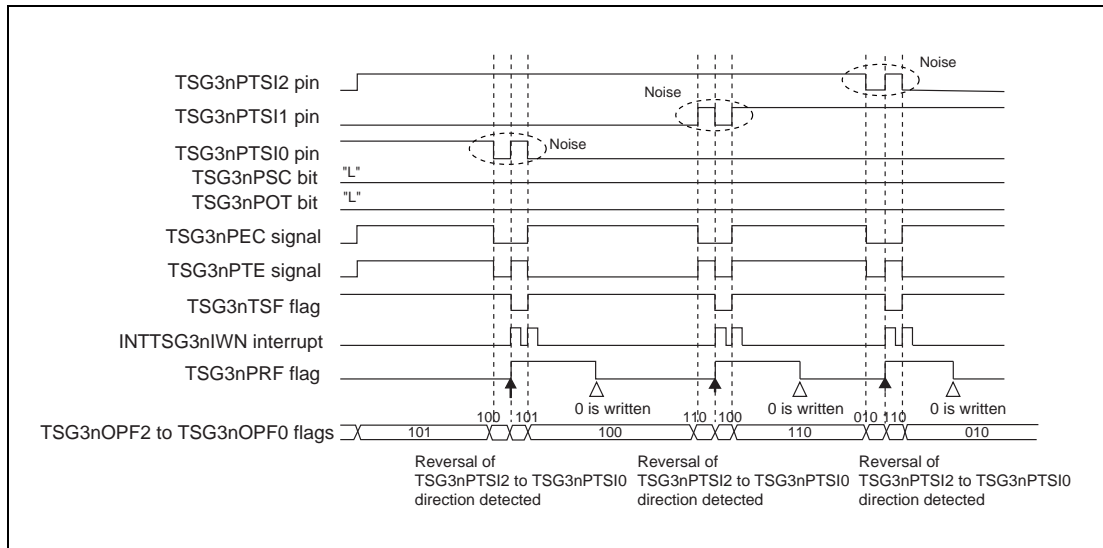 Noise
TSG3nPTSI2 pin
Noise
TSG3nPTSI1 pin
TSG3nPTSI0 pin
Noise
TSG3nPSC bit
"L"
TSG3nPOT bit
"L"
TSG3nPEC signal
TSG3nPTE signal
TSG3nTSF flag
INTTSG3nIWN interrupt
TSG3nPRF flag
0 is written
0 is written
0 is written
100 101 110 100 010 110
TSG3nOPF2 to TSG3nOPF0 flags
101 100 110 010
Reversal of
TSG3nPTSI2 to TSG3nPTSI0
direction detected
Reversal of
TSG3nPTSI2 to TSG3nPTSI0
direction detected
Reversal of
TSG3nPTSI2 to TSG3nPTSI0
direction detected